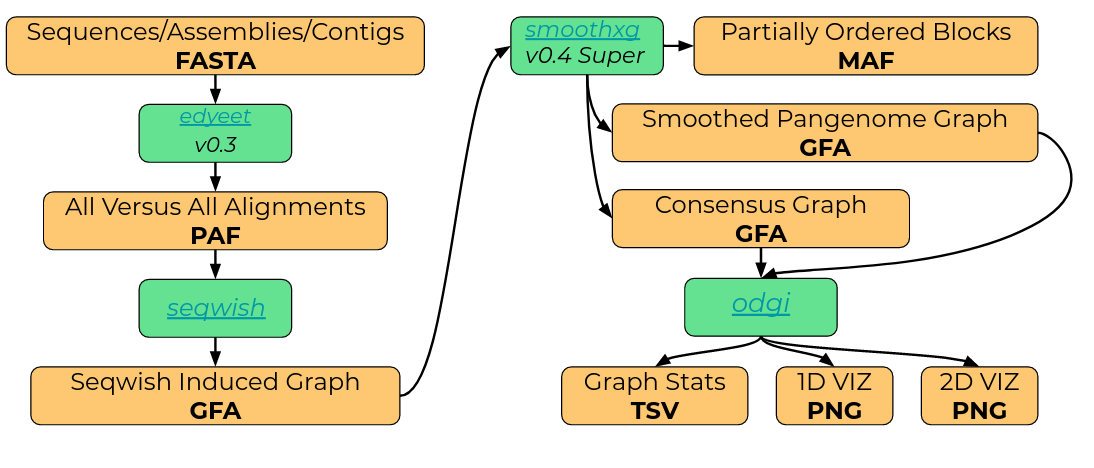 Sequences/Assemblies/Contigs
FASTA
edyeet
v0.3
All Versus All Alignments
PAF
seqwish
Seqwish Induced Graph
GFA
smoothxg
v0.4 Super
Partially Ordered Blocks
MAF
Smoothed Pangenome Graph
GFA
Consensus Graph
GFA
odgi
Graph Stats
TSV
1D VIZ
PNG
2D VIZ
PNG